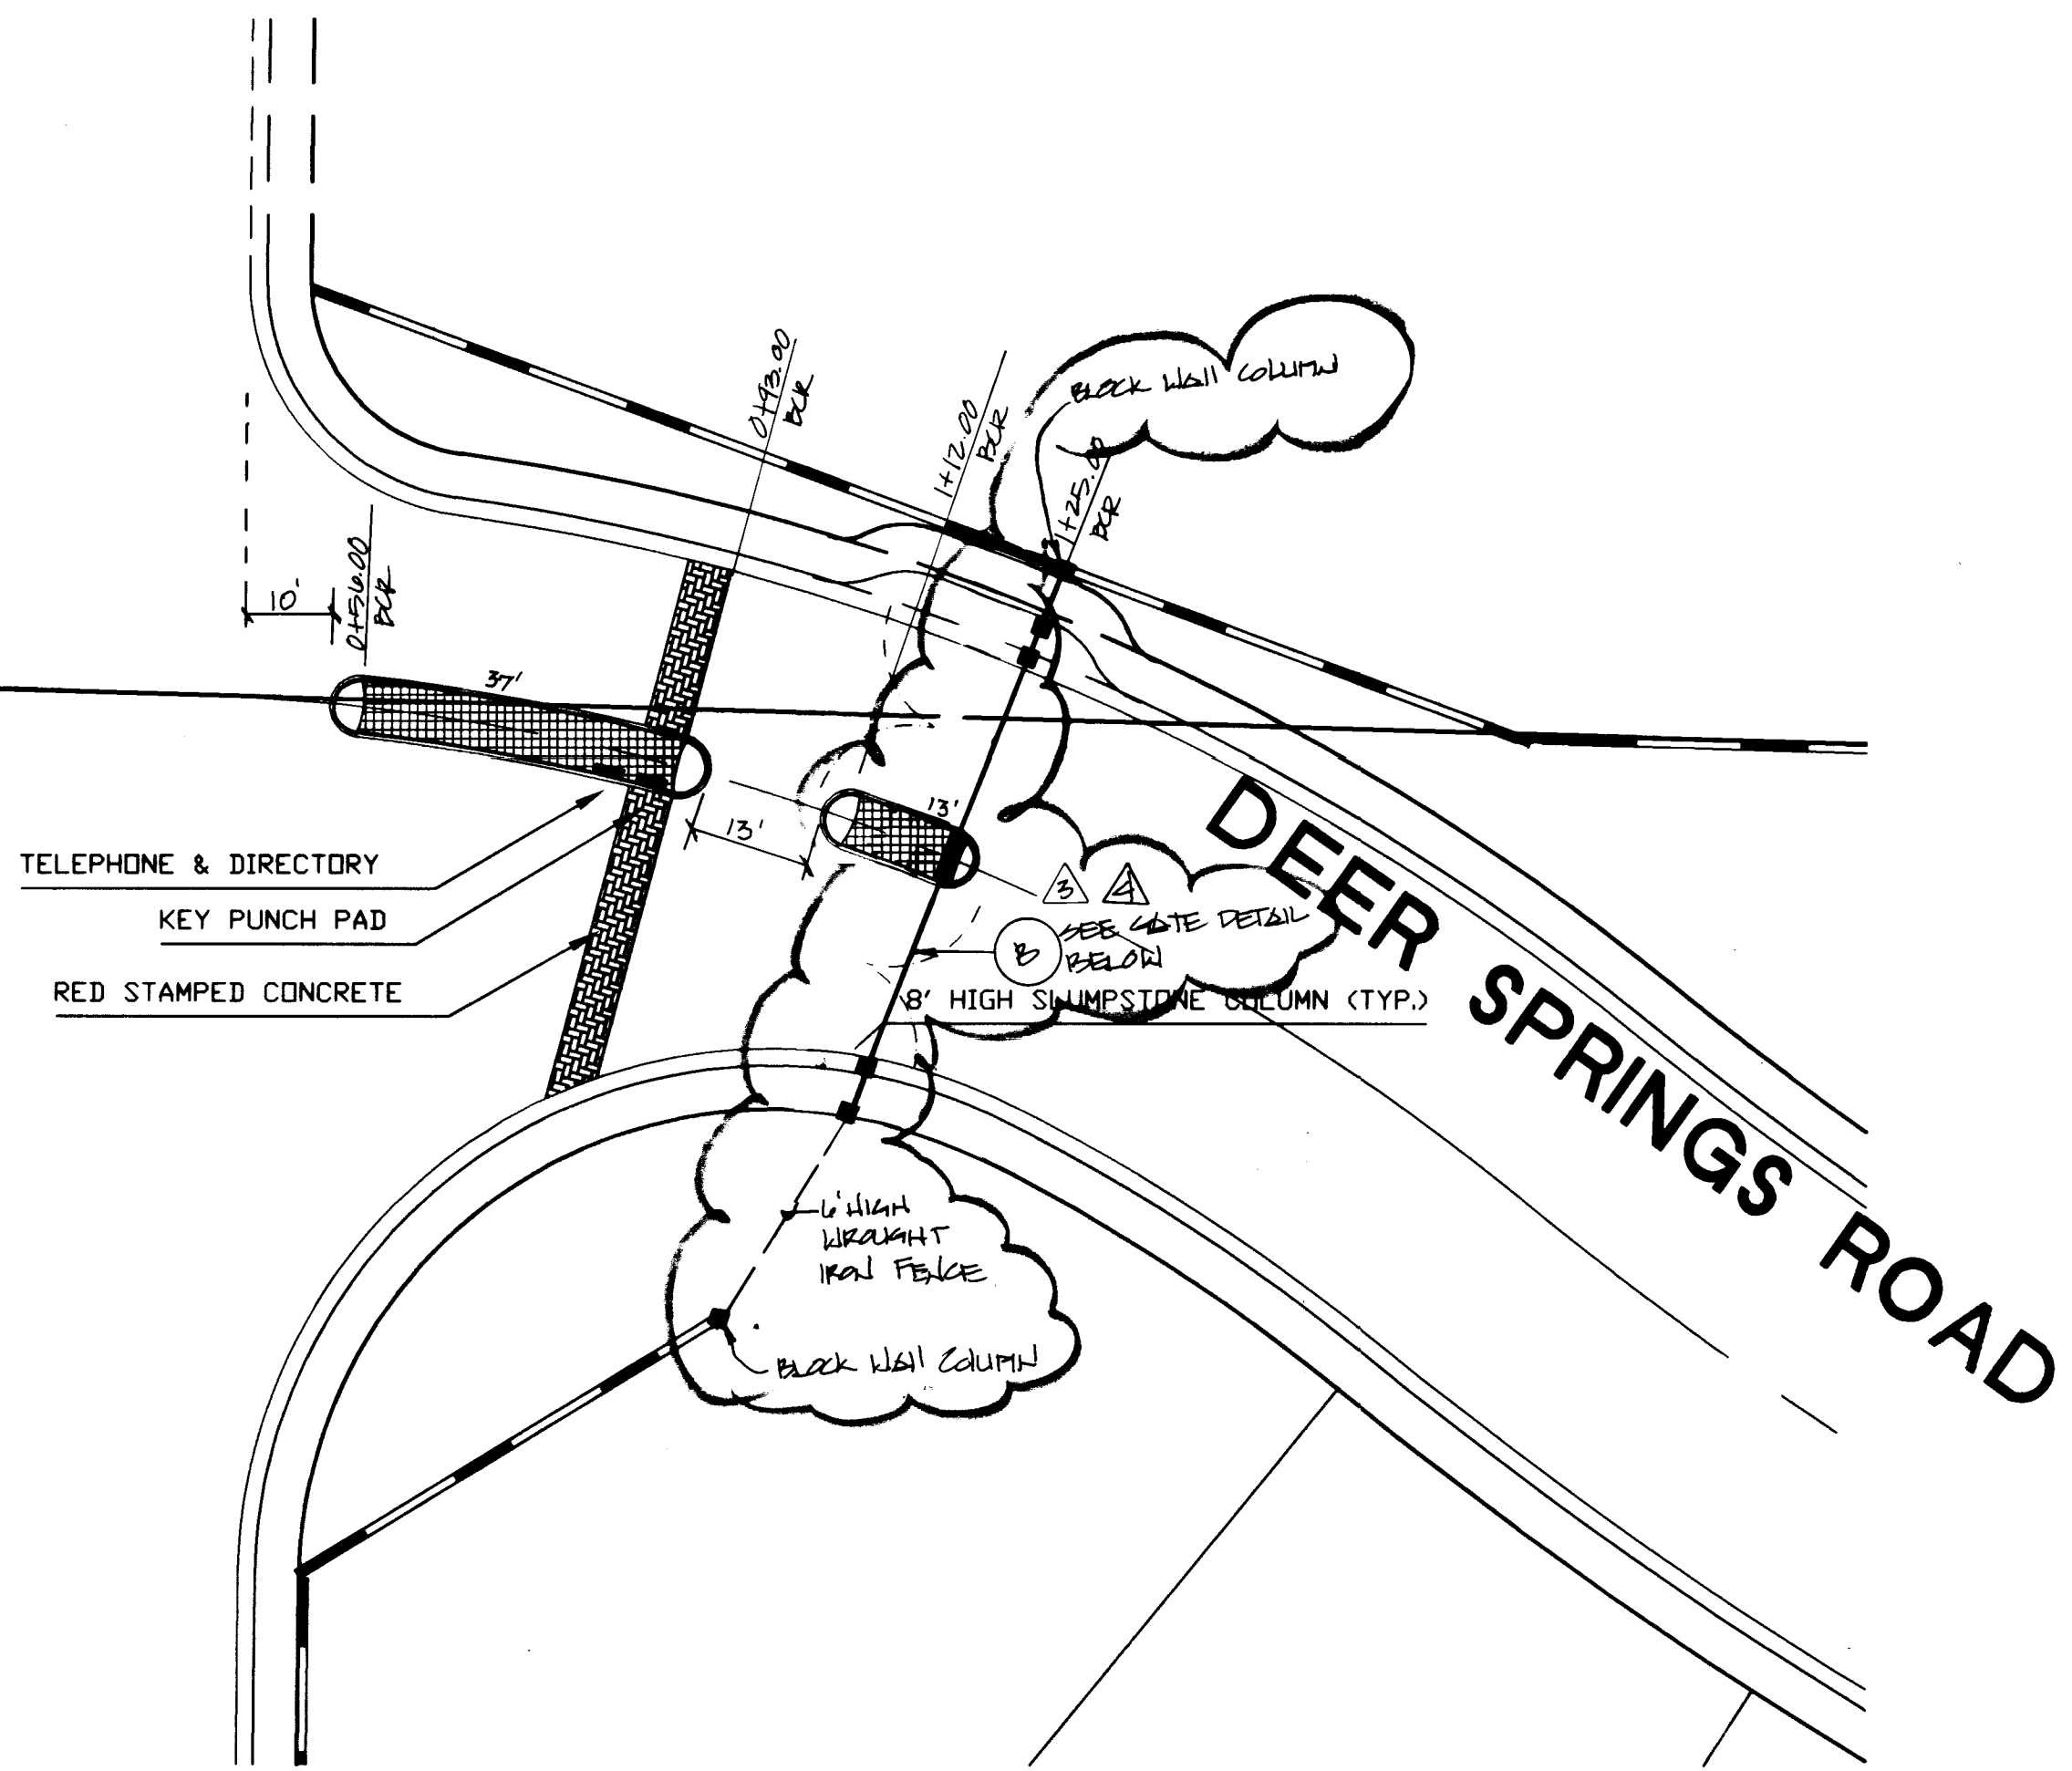 BLOCK WALL COLUMN
0+93.00
BCR
1+12.00
BCR
1+25.00
BCR
0+56.00
BCR
10'
37'
13'
13'
TELEPHONE & DIRECTORY
KEY PUNCH PAD
RED STAMPED CONCRETE
3
4
B
SEE GATE DETAIL
BELOW
8' HIGH SLUMPSTONE COLUMN (TYP.)
DEER SPRINGS ROAD
6' HIGH
WROUGHT
IRON FENCE
BLOCK WALL COLUMN